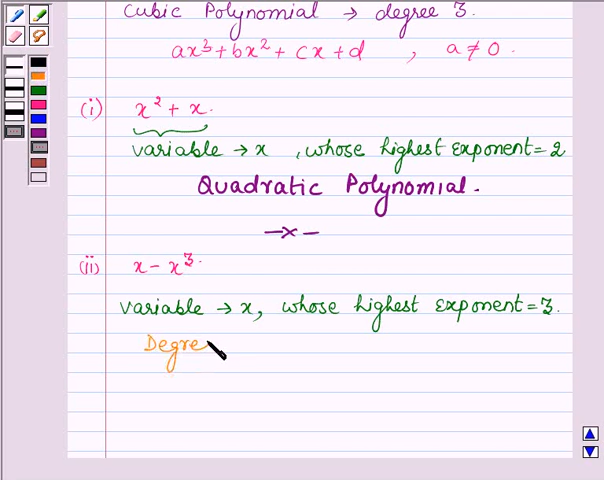 Cubic Polynomial → degree 3.
ax³+bx²+cx+d , a≠0.
(i) x²+x.
variable → x , whose highest exponent=2
Quadratic Polynomial.
—x—
(ii) x-x³.
variable → x, whose highest exponent=3.
Degre